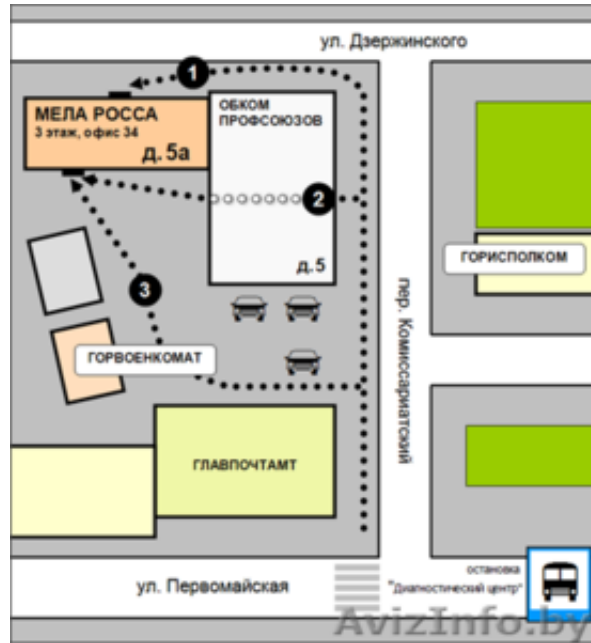 ул. Дзержинского
1
МЕЛА РОССА
3 этаж, офис 34
д. 5а
ОБКОМ
ПРОФСОЮЗОВ
2
д. 5
ГОРИСПОЛКОМ
3
пер. Комиссариатский
ГОРВОЕНКОМАТ
ГЛАВПОЧТАМТ
ул. Первомайская
остановка
"Диагностический центр"
AvizInfo.by